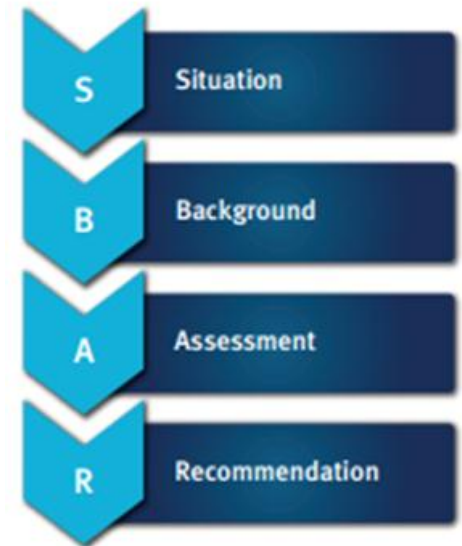 S Situation
B Background
A Assessment
R Recommendation